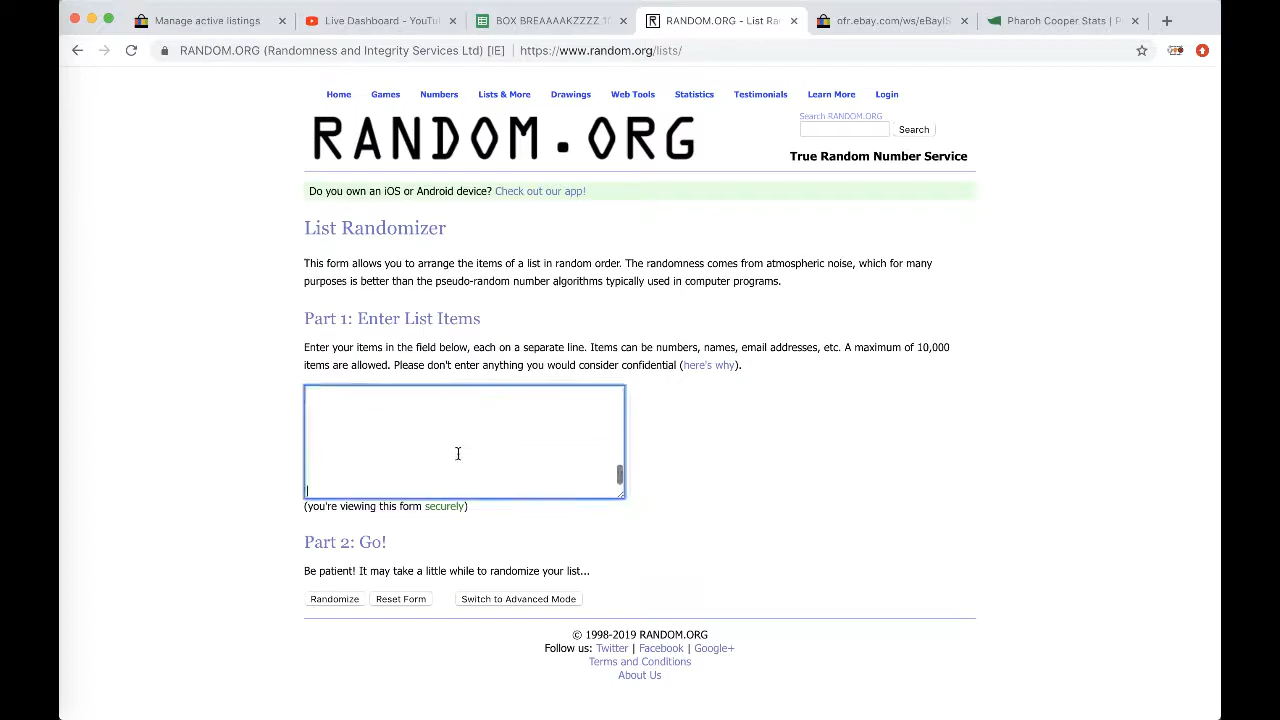 Manage active listings
Live Dashboard - YouTu
BOX BREAAAKZZZZ 10
RANDOM.ORG - List Ra
cgr.ebay.com/ws/eBayIS
Pharoh Cooper Stats | P
RANDOM.ORG (Randomness and Integrity Services Ltd) [IE] | https://www.random.org/lists/
Home Games Numbers Lists & More Drawings Web Tools Statistics Testimonials Learn More Login
RANDOM.ORG
Search RANDOM.ORG
Search
True Random Number Service
Do you own an iOS or Android device? Check out our app!
List Randomizer
This form allows you to arrange the items of a list in random order. The randomness comes from atmospheric noise, which for many
purposes is better than the pseudo-random number algorithms typically used in computer programs.
Part 1: Enter List Items
Enter your items in the field below, each on a separate line. Items can be numbers, names, email addresses, etc. A maximum of 10,000
items are allowed. Please don't enter anything you would consider confidential (here's why).
(you're viewing this form securely)
Part 2: Go!
Be patient! It may take a little while to randomize your list...
Randomize Reset Form Switch to Advanced Mode
© 1998-2019 RANDOM.ORG
Follow us: Twitter | Facebook | Google+
Terms and Conditions
About Us